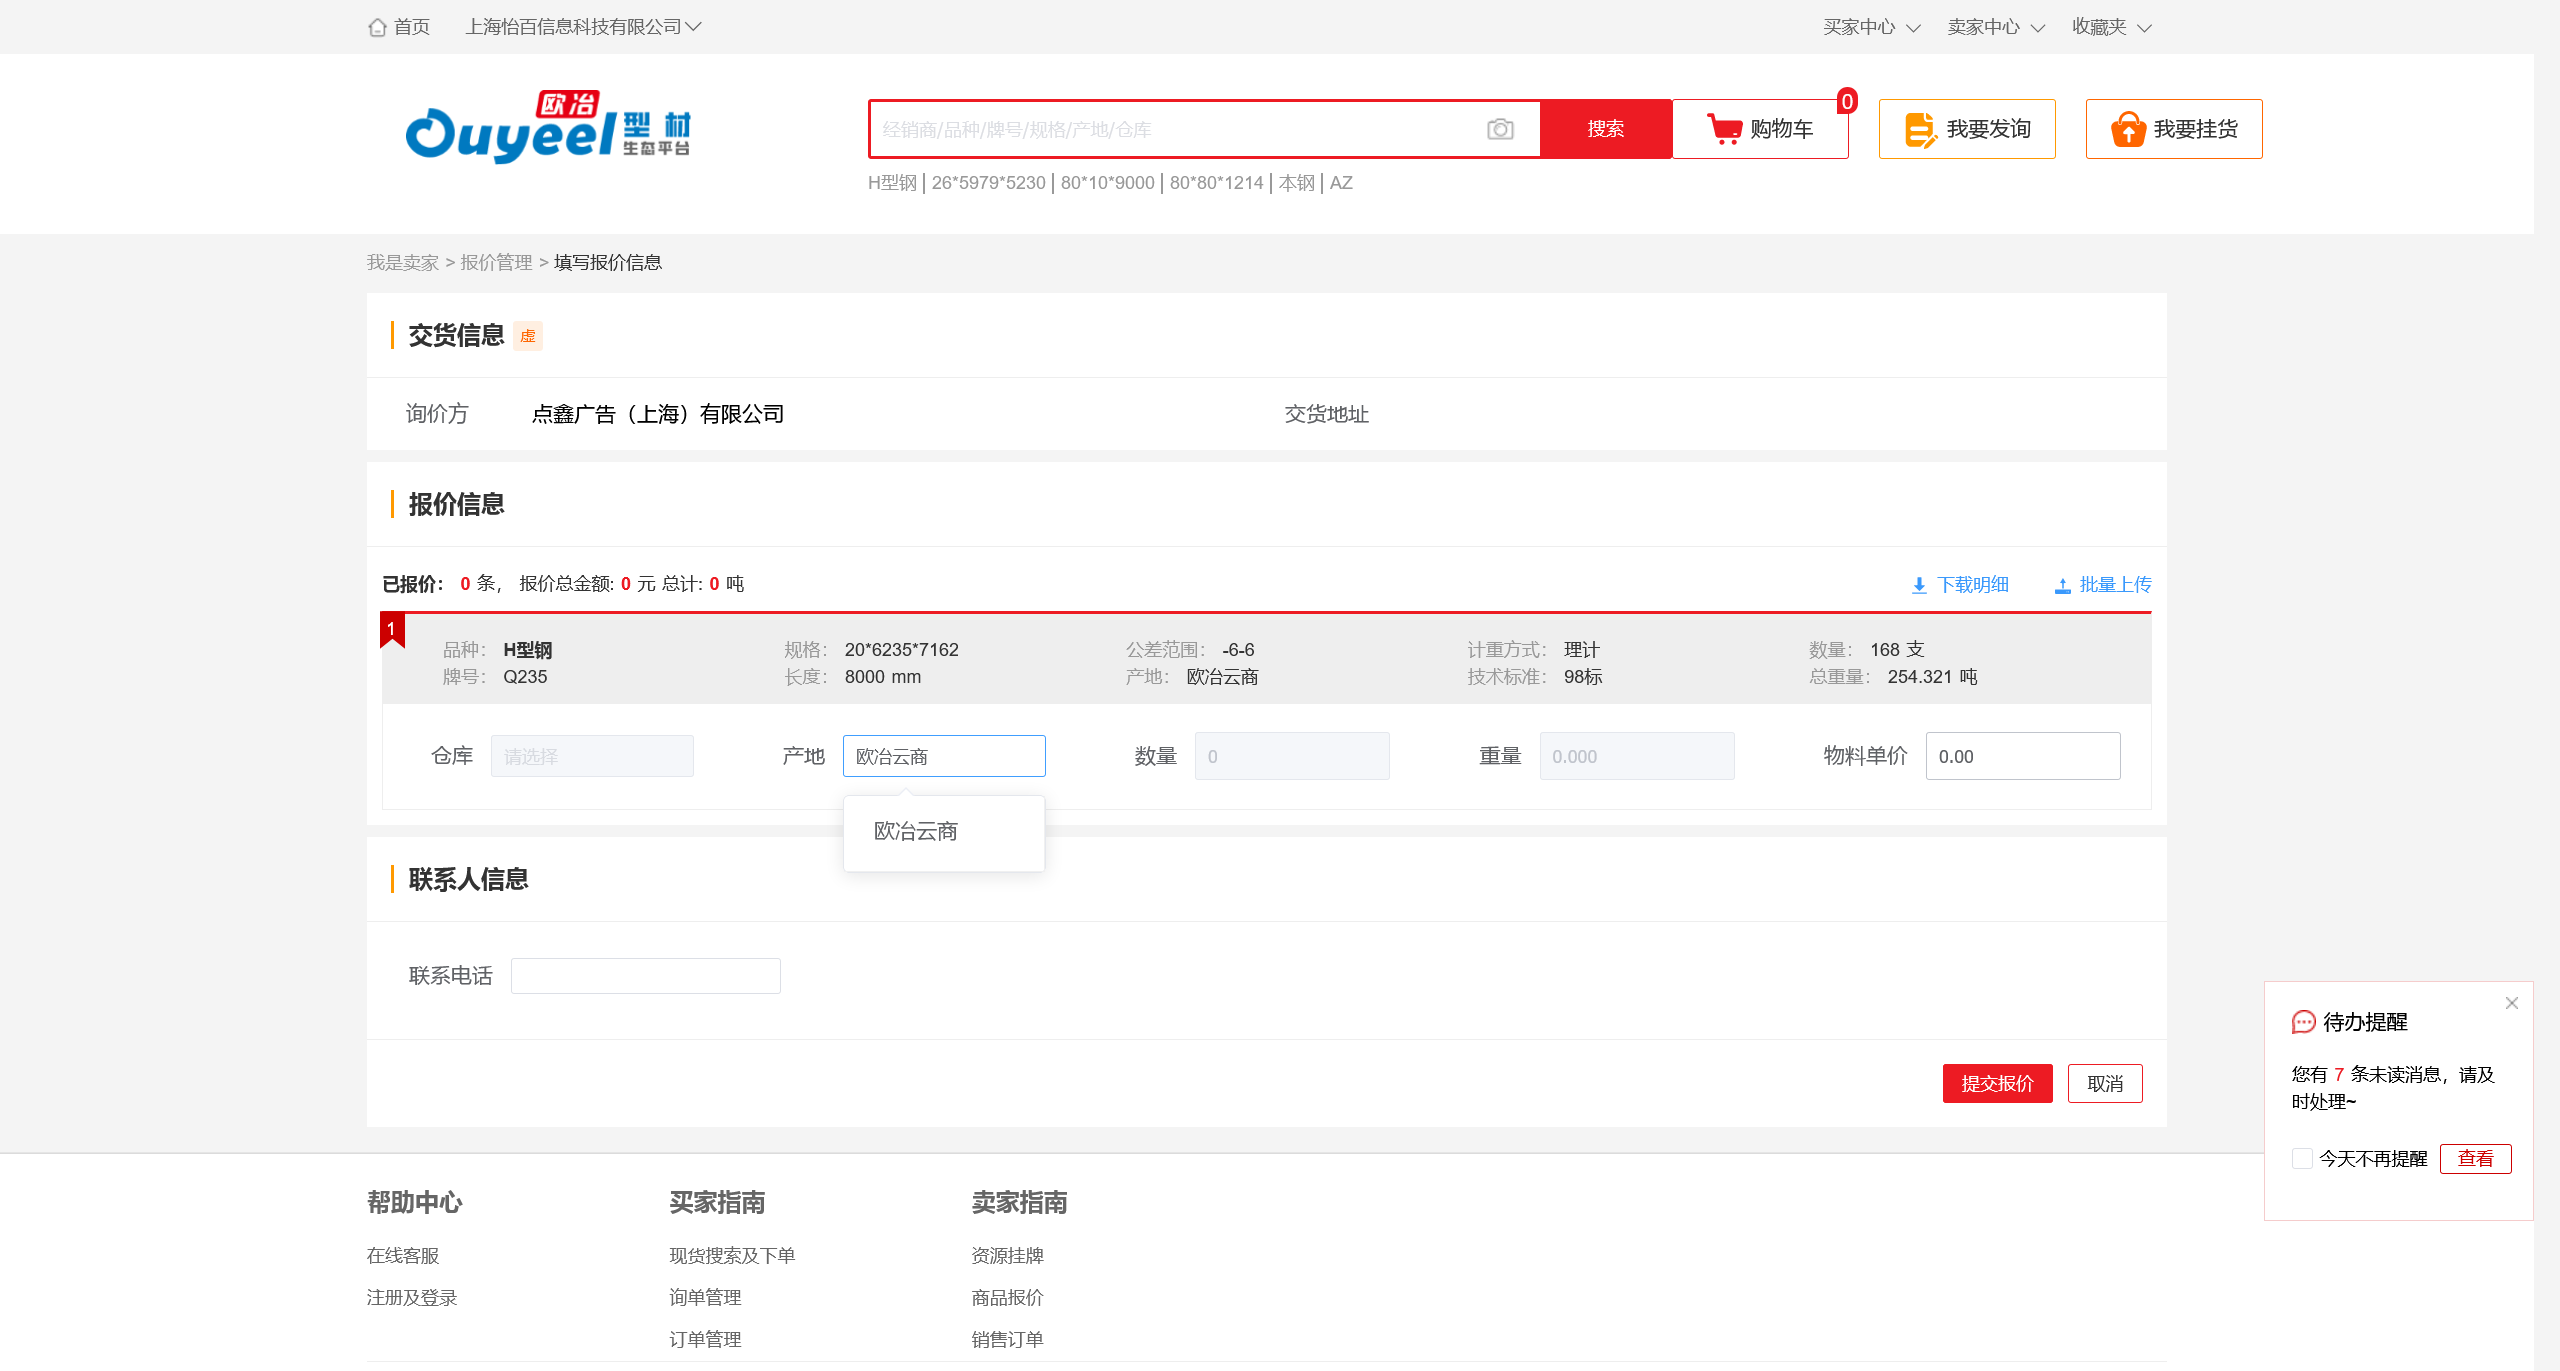 首页 上海怡百信息科技有限公司 买家中心 卖家中心 收藏夹
欧冶 Ouyeel 型材 生态平台
经销商/品种/牌号/规格/产地/仓库 搜索 购物车 0 我要发询 我要挂货
H型钢 | 26*5979*5230 | 80*10*9000 | 80*80*1214 | 本钢 | AZ
我是卖家 > 报价管理 > 填写报价信息
交货信息 虚
询价方 点鑫广告（上海）有限公司 交货地址
报价信息
已报价： 0 条， 报价总金额: 0 元 总计: 0 吨 下载明细 批量上传
1
品种： H型钢 规格： 20*6235*7162 公差范围： -6-6 计重方式： 理计 数量： 168 支
牌号： Q235 长度： 8000 mm 产地： 欧冶云商 技术标准： 98标 总重量： 254.321 吨
仓库 请选择 产地 欧冶云商 数量 0 重量 0.000 物料单价 0.00
欧冶云商
联系人信息
联系电话
提交报价 取消
待办提醒
您有 7 条未读消息，请及
时处理~
今天不再提醒 查看
帮助中心 买家指南 卖家指南
在线客服 现货搜索及下单 资源挂牌
注册及登录 询单管理 商品报价
订单管理 销售订单